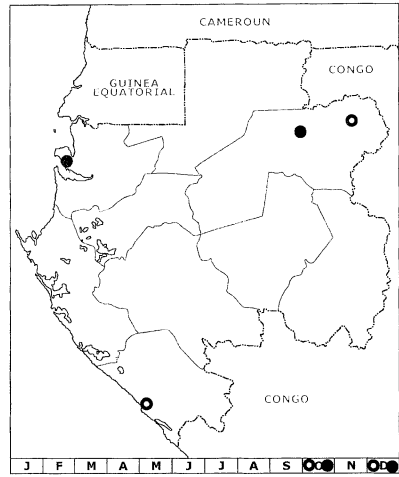 CAMEROUN
GUINEA
EQUATORIAL
CONGO
CONGO
J F M A M J J A S O N D